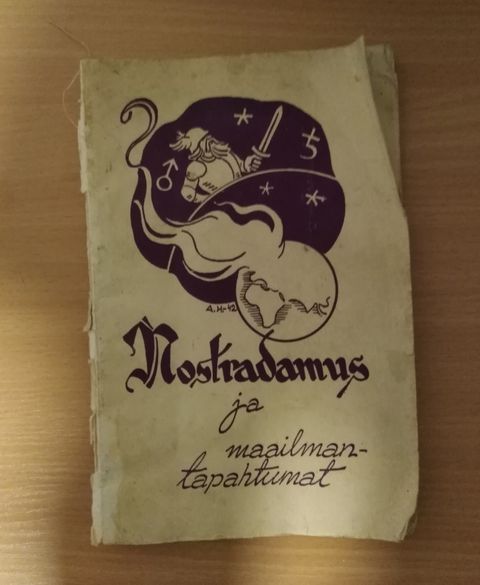 A.H-42
Nostradamus
ja
maailman-
tapahtumat